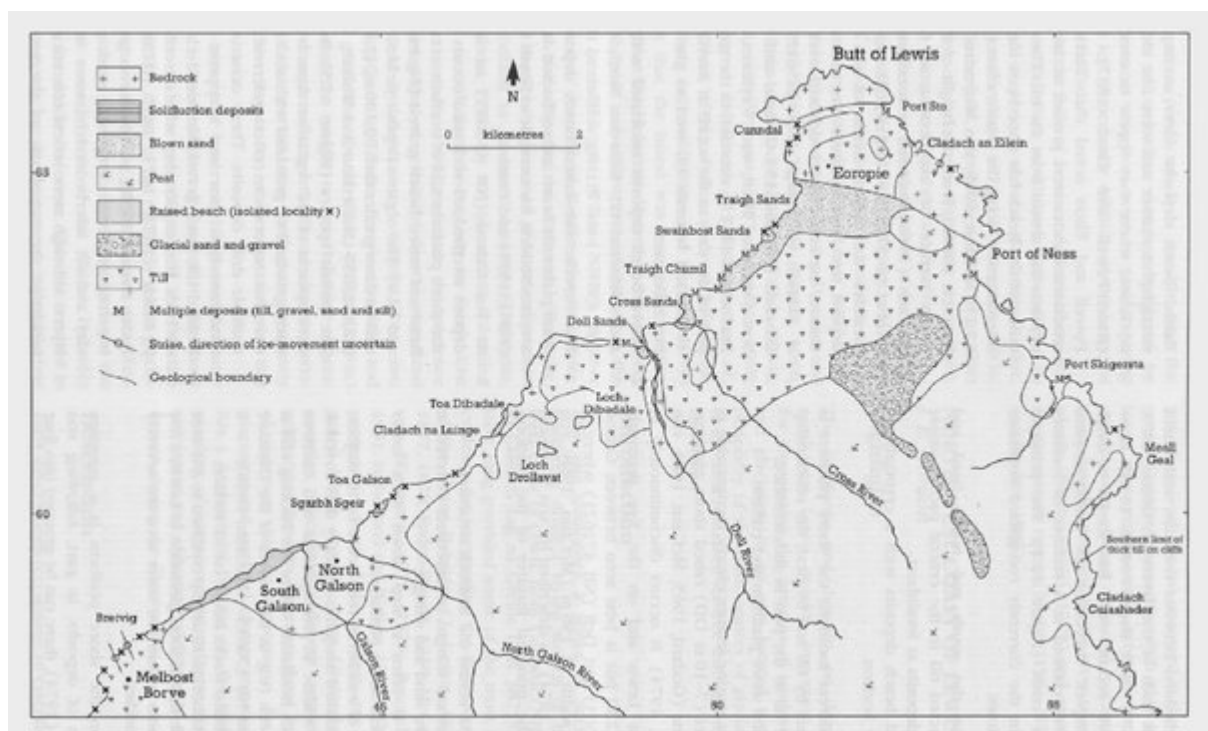 Bedrock
Solifluction deposits
Blown sand
Peat
Raised beach (isolated locality x)
Glacial sand and gravel
Till
M Multiple deposits (till, gravel, sand and silt)
Striae, direction of ice-movement uncertain
Geological boundary
N
0 kilometres 2
Butt of Lewis
Port Sto
Cunndal
Cladach an Eilein
Eoropie
Traigh Sands
Swainbost Sands
Port of Ness
Traigh Chumil
Cross Sands
Dell Sands
Port Skigersta
Toa Dibadale
Loch
Dibadale
Cladach na Luinge
Loch
Drollavat
Meall
Geal
Toa Galson
Sgarbh Sgeir
Cross River
Dell River
Southern limit of
thick till on cliffs
North
Galson
South
Galson
Cladach
Cuiashader
Breivig
Melbost
Borve
Galson River
North Galson River
63
60
45
50
55